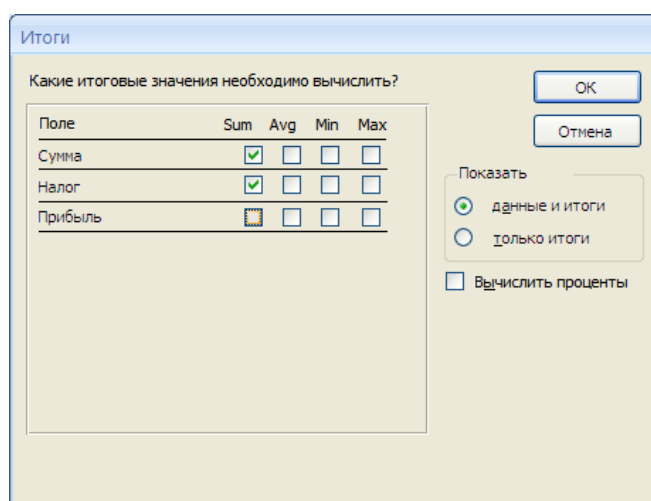 Итоги
Какие итоговые значения необходимо вычислить?
OK
Отмена
Поле Sum Avg Min Max
Сумма
Налог
Прибыль
Показать
данные и итоги
только итоги
Вычислить проценты